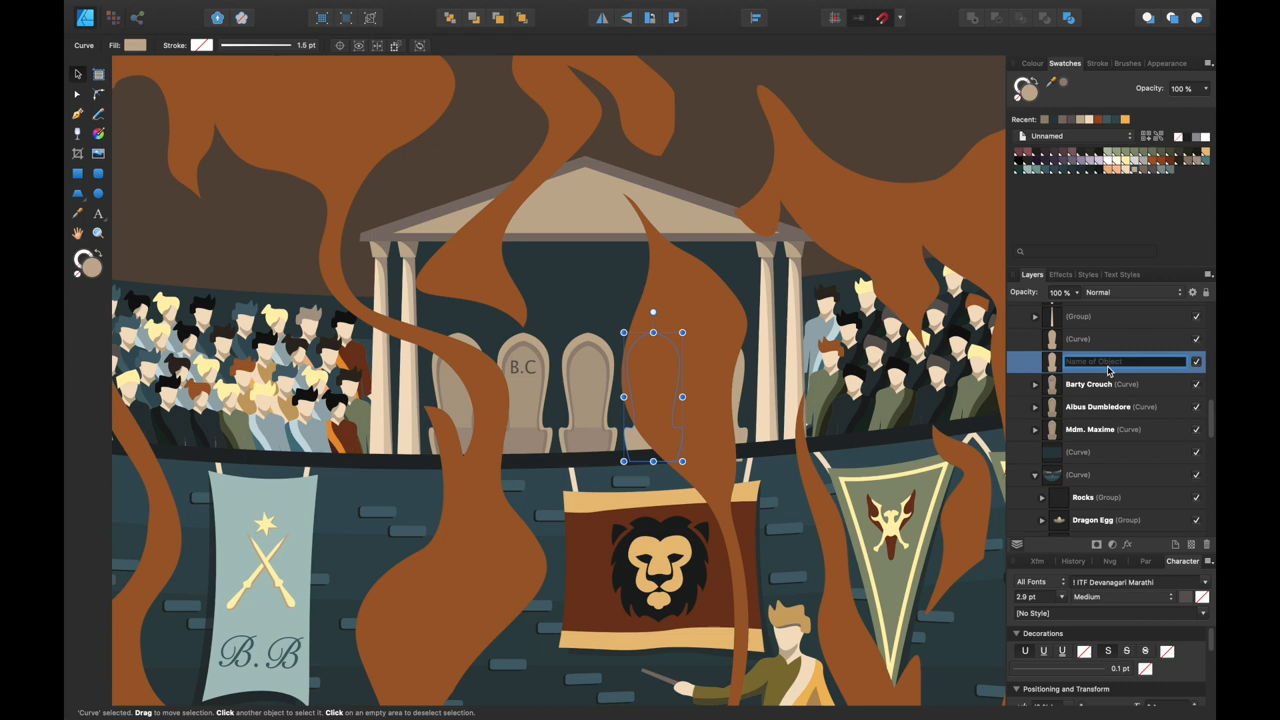 Curve Fill: Stroke: 1.5 pt
Colour Swatches Stroke Brushes Appearance
Opacity: 100 %
Recent:
Unnamed
Layers Effects Styles Text Styles
Opacity: 100 % Normal
(Group)
(Curve)
Name of Object
Barty Crouch (Curve)
Albus Dumbledore (Curve)
Mdm. Maxime (Curve)
(Curve)
(Curve)
Rocks (Group)
Dragon Egg (Group)
Xfm History Nvg Par Character
All Fonts ! ITF Devanagari Marathi
2.9 pt Medium
[No Style]
Decorations
U U U S S S
0.1 pt
Positioning and Transform
B.C
B.B
A
'Curve' selected. Drag to move selection. Click another object to select it. Click on an empty area to deselect selection.